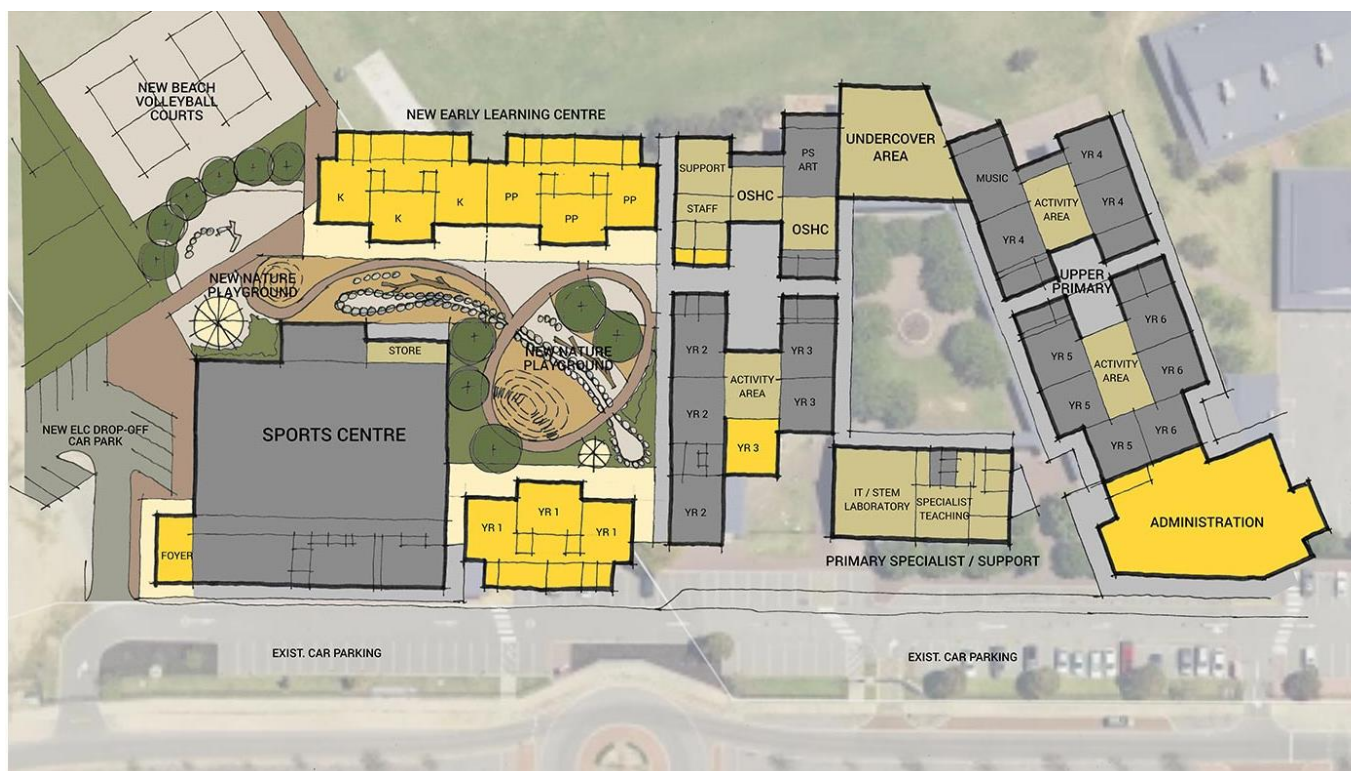 NEW BEACH
VOLLEYBALL
COURTS
NEW EARLY LEARNING CENTRE
K
K
K
PP
PP
PP
SUPPORT
STAFF
OSHC
PS
ART
OSHC
UNDERCOVER
AREA
MUSIC
YR 4
ACTIVITY
AREA
YR 4
YR 4
UPPER
PRIMARY
NEW NATURE
PLAYGROUND
STORE
NEW NATURE
PLAYGROUND
SPORTS CENTRE
NEW ELC DROP-OFF
CAR PARK
FOYER
YR 1
YR 1
YR 1
YR 2
YR 2
YR 2
ACTIVITY
AREA
YR 3
YR 3
YR 3
YR 5
YR 5
YR 5
ACTIVITY
AREA
YR 6
YR 6
YR 6
IT / STEM
LABORATORY
SPECIALIST
TEACHING
PRIMARY SPECIALIST / SUPPORT
ADMINISTRATION
EXIST. CAR PARKING
EXIST. CAR PARKING